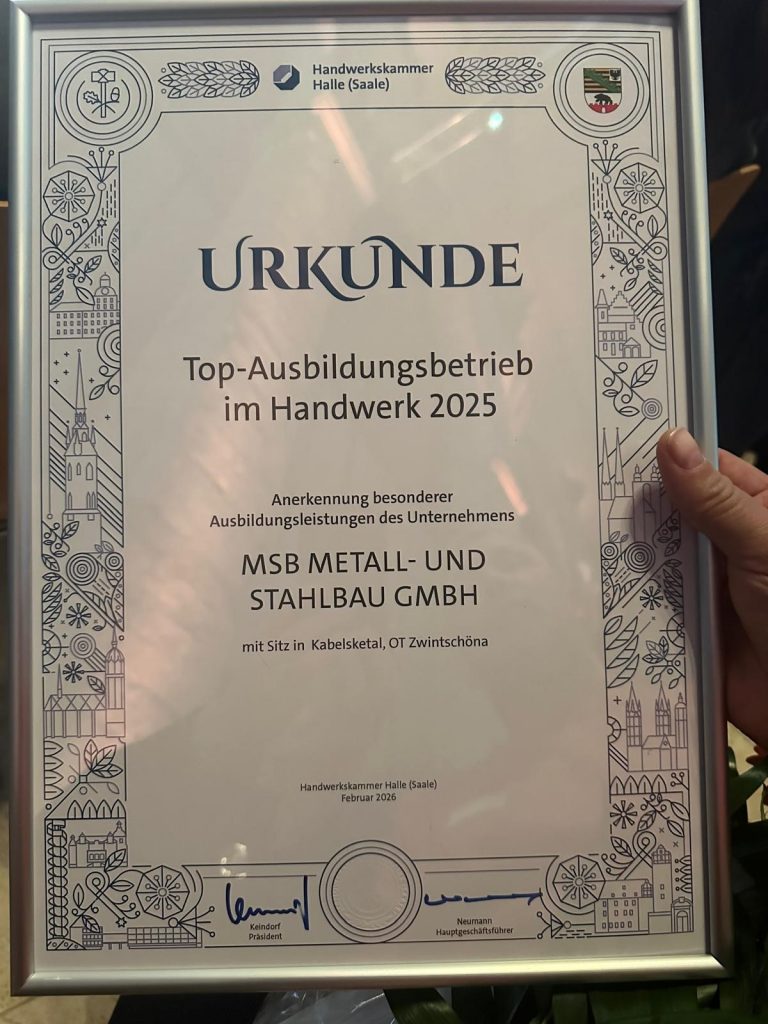 Handwerkskammer
Halle (Saale)
URKUNDE
Top-Ausbildungsbetrieb
im Handwerk 2025
Anerkennung besonderer
Ausbildungsleistungen des Unternehmens
MSB METALL- UND
STAHLBAU GMBH
mit Sitz in Kabelsketal, OT Zwintschöna
Handwerkskammer Halle (Saale)
Februar 2026
Keindorf
Präsident
Neumann
Hauptgeschäftsführer